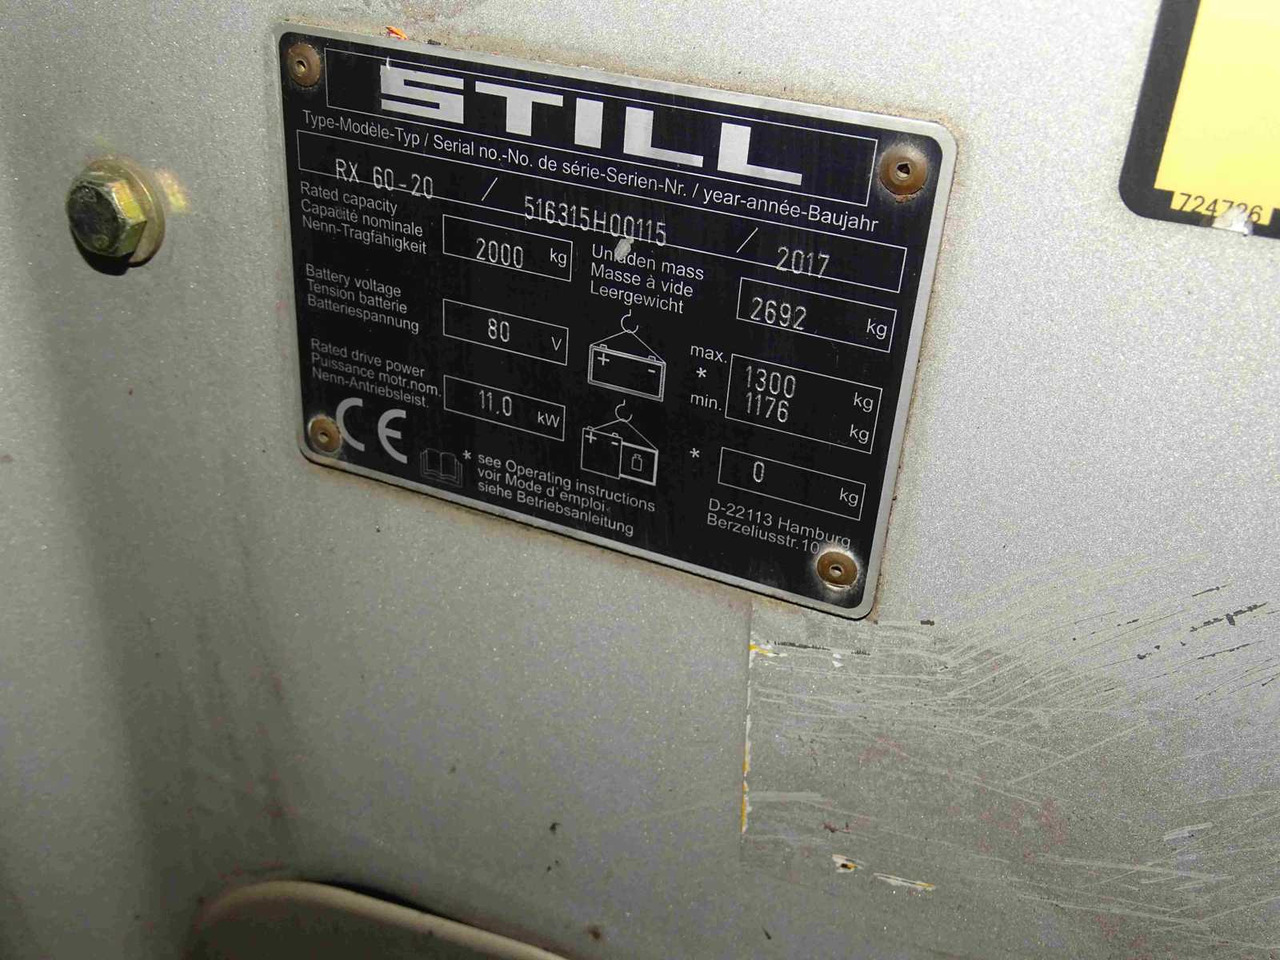 STILL
Type-Modèle-Typ / Serial no.-No. de série-Serien-Nr. / year-année-Baujahr
RX 60-20 / 516315H00115 / 2017
Rated capacity
Capacité nominale
Nenn-Tragfähigkeit
2000 kg
Unladen mass
Masse à vide
Leergewicht
2692 kg
Battery voltage
Tension batterie
Batteriespannung
80 V
+ -
max. 1300 kg
*
min. 1176 kg
Rated drive power
Puissance motr.nom.
Nenn-Antriebsleist.
11.0 kW
+ -
* 0 kg
CE
* see Operating instructions
voir Mode d'emploi
siehe Betriebsanleitung
D-22113 Hamburg
Berzeliusstr.10
724726